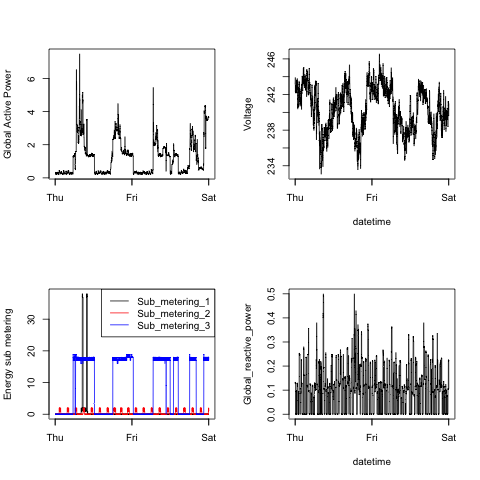 Global Active Power
0 2 4 6
Thu Fri Sat
Voltage
234 238 242 246
Thu Fri Sat
datetime
Energy sub metering
0 10 20 30
Sub_metering_1
Sub_metering_2
Sub_metering_3
Thu Fri Sat
Global_reactive_power
0.0 0.1 0.2 0.3 0.4 0.5
Thu Fri Sat
datetime